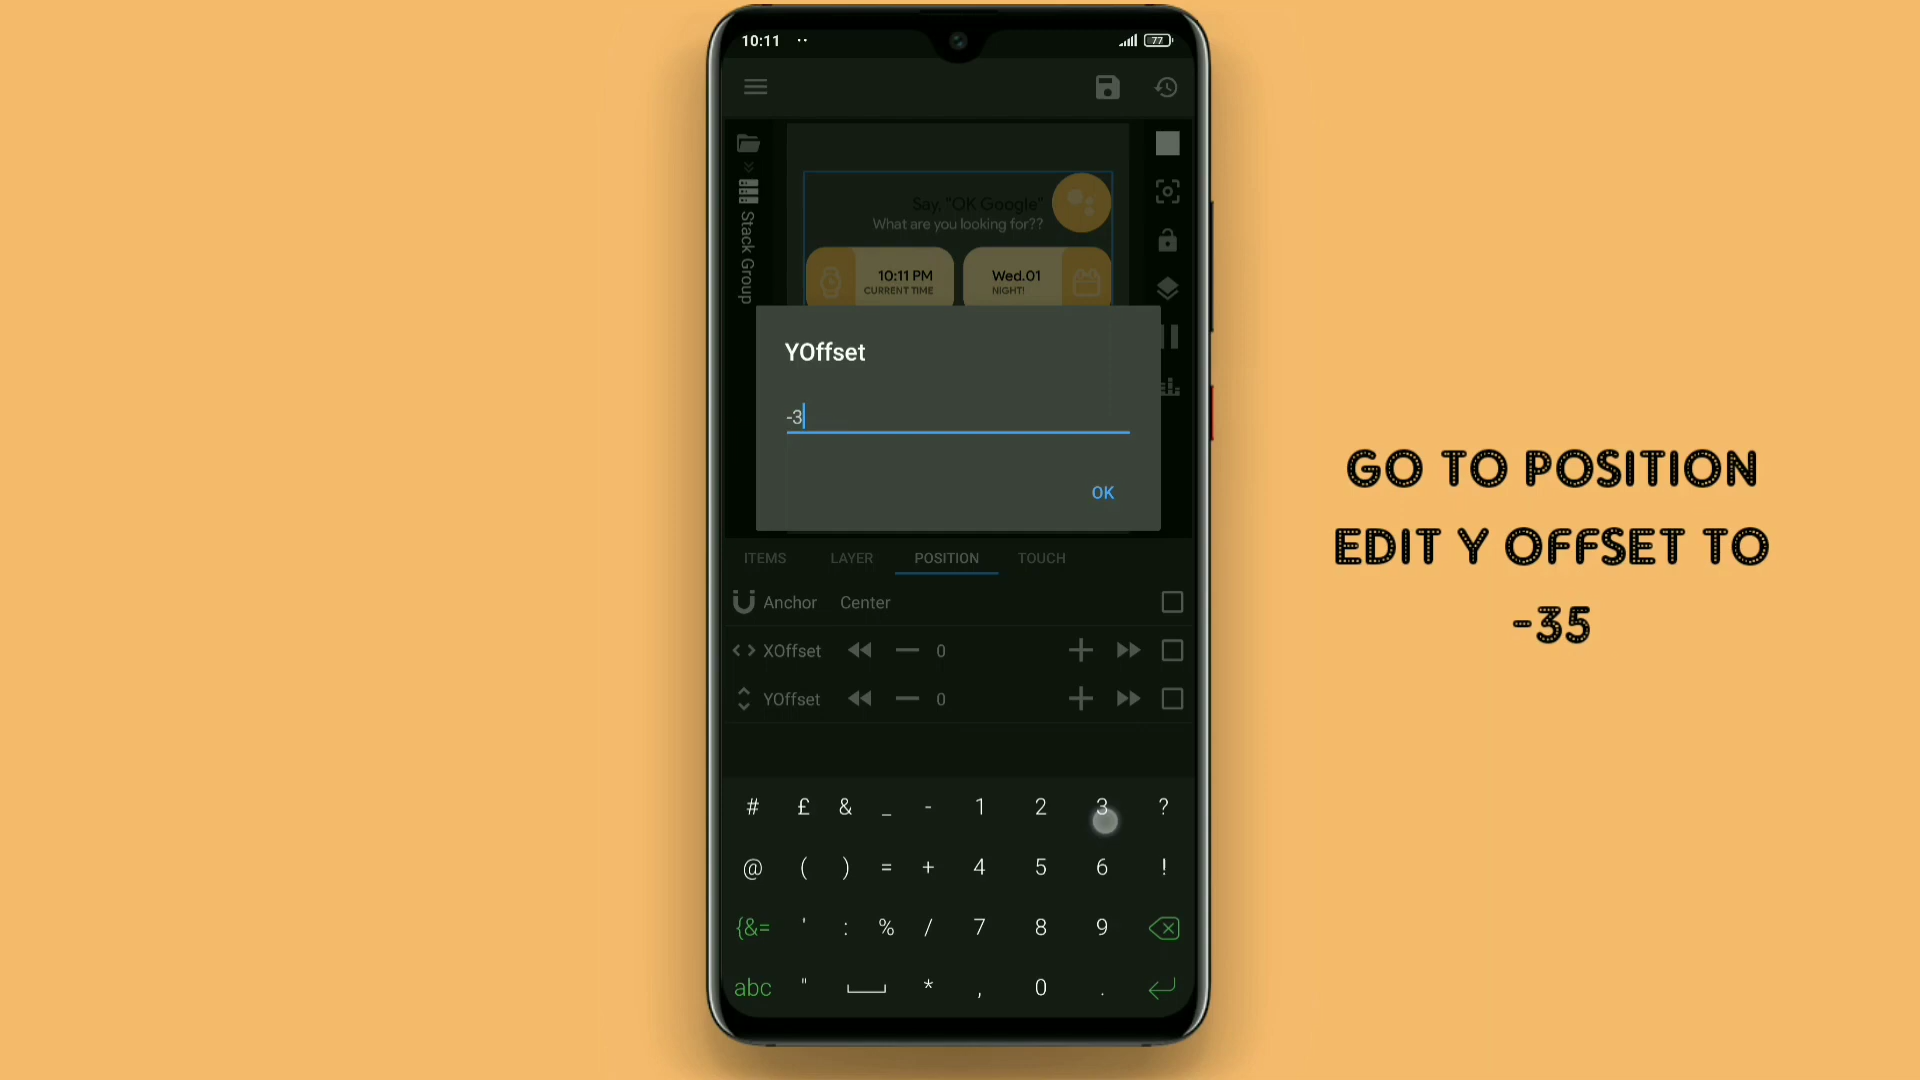 10:11
77
Say, "OK Google"
What are you looking for??
Stack Group
10:11 PM
CURRENT TIME
Wed.01
NIGHT!
YOffset
-3
OK
ITEMS LAYER POSITION TOUCH
Anchor Center
XOffset 0
YOffset 0
# £ & _ - 1 2 3 ?
@ ( ) = + 4 5 6 !
{&= ' : % / 7 8 9
abc " * , 0 .
GO TO POSITION
EDIT Y OFFSET TO
-35